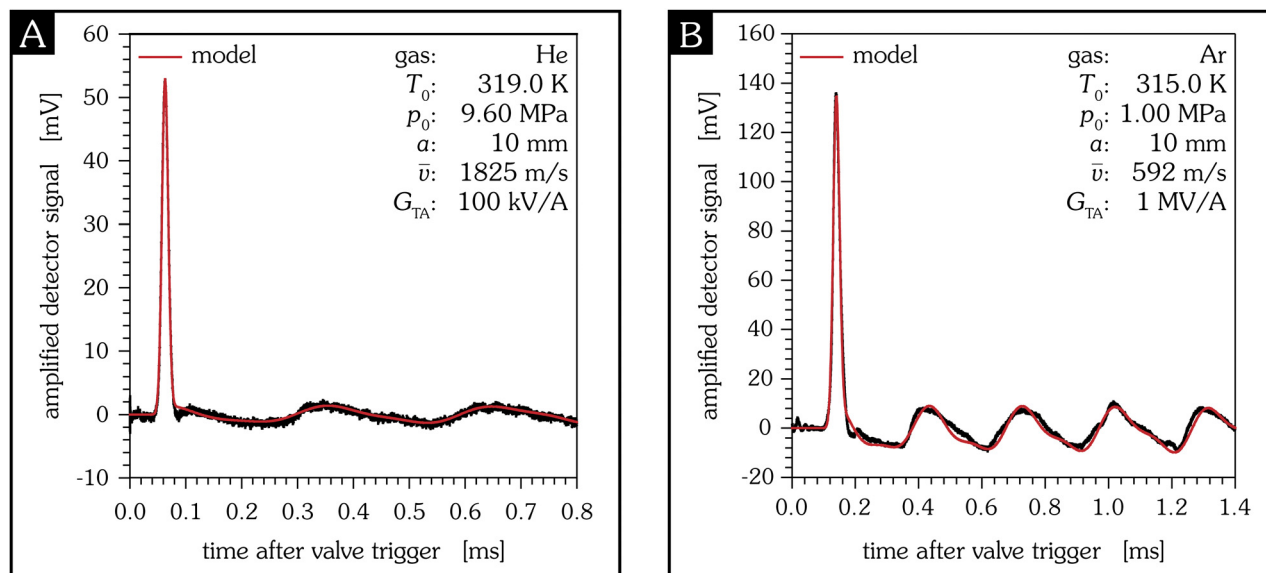 A
60
50
40
30
20
10
0
-10
amplified detector signal [mV]
model
gas: He
T0: 319.0 K
p0: 9.60 MPa
a: 10 mm
v̄: 1825 m/s
GTA: 100 kV/A
0.0 0.1 0.2 0.3 0.4 0.5 0.6 0.7 0.8
time after valve trigger [ms]
B
160
140
120
100
80
60
40
20
0
-20
amplified detector signal [mV]
model
gas: Ar
T0: 315.0 K
p0: 1.00 MPa
a: 10 mm
v̄: 592 m/s
GTA: 1 MV/A
0.0 0.2 0.4 0.6 0.8 1.0 1.2 1.4
time after valve trigger [ms]